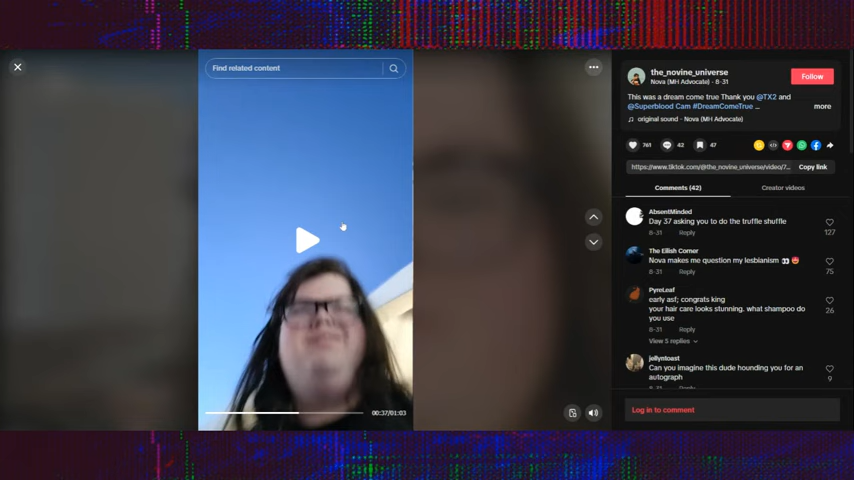 Find related content
the_novine_universe
Nova (MH Advocate) · 8-31
Follow
This was a dream come true Thank you @TX2 and
@Superblood Cam #DreamComeTrue ...
more
original sound - Nova (MH Advocate)
761
42
47
https://www.tiktok.com/@the_novine_universe/video/7...
Copy link
Comments (42)
Creator videos
AbsentMinded
Day 37 asking you to do the truffle shuffle
8-31 Reply
127
The Eilish Corner
Nova makes me question my lesbianism 👀 🥵
8-31 Reply
75
PyreLeaf
early asf; congrats king
your hair care looks stunning. what shampoo do
you use
8-31 Reply
26
View 5 replies
jellyntoast
Can you imagine this dude hounding you for an
autograph
9
Log in to comment
00:37/01:03